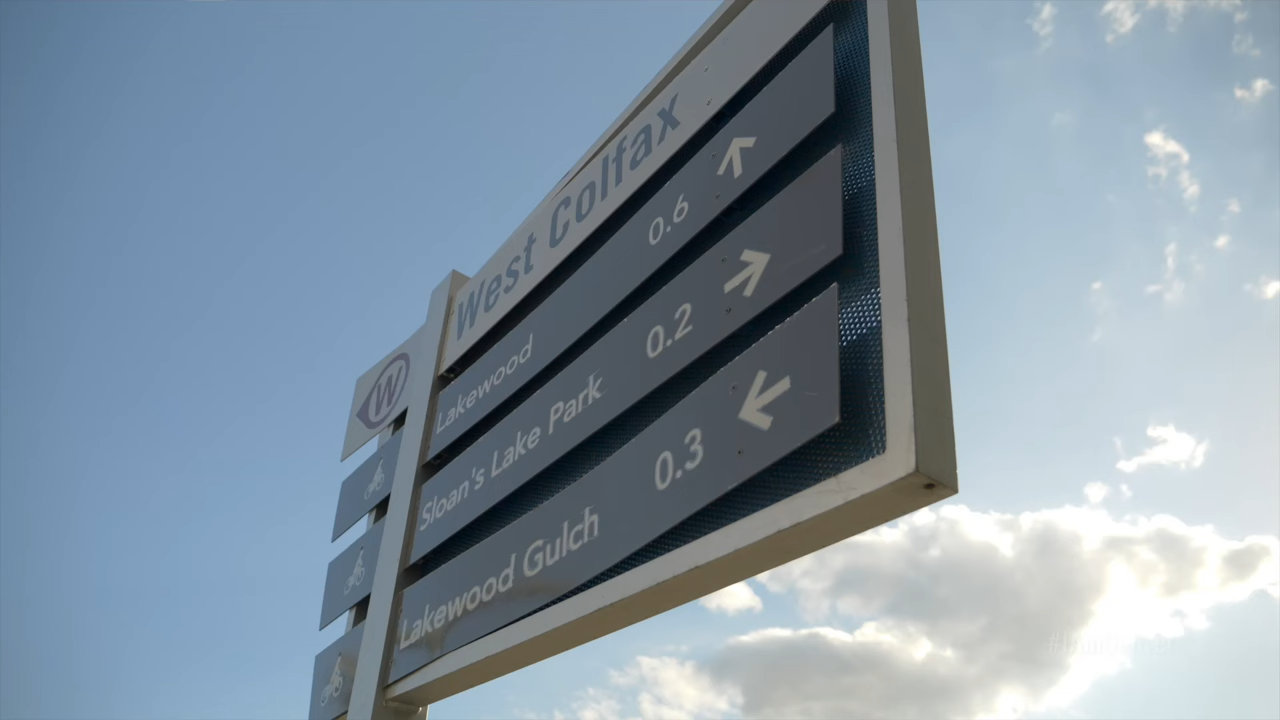 West Colfax
W
Lakewood 0.6
Sloan's Lake Park 0.2
Lakewood Gulch 0.3